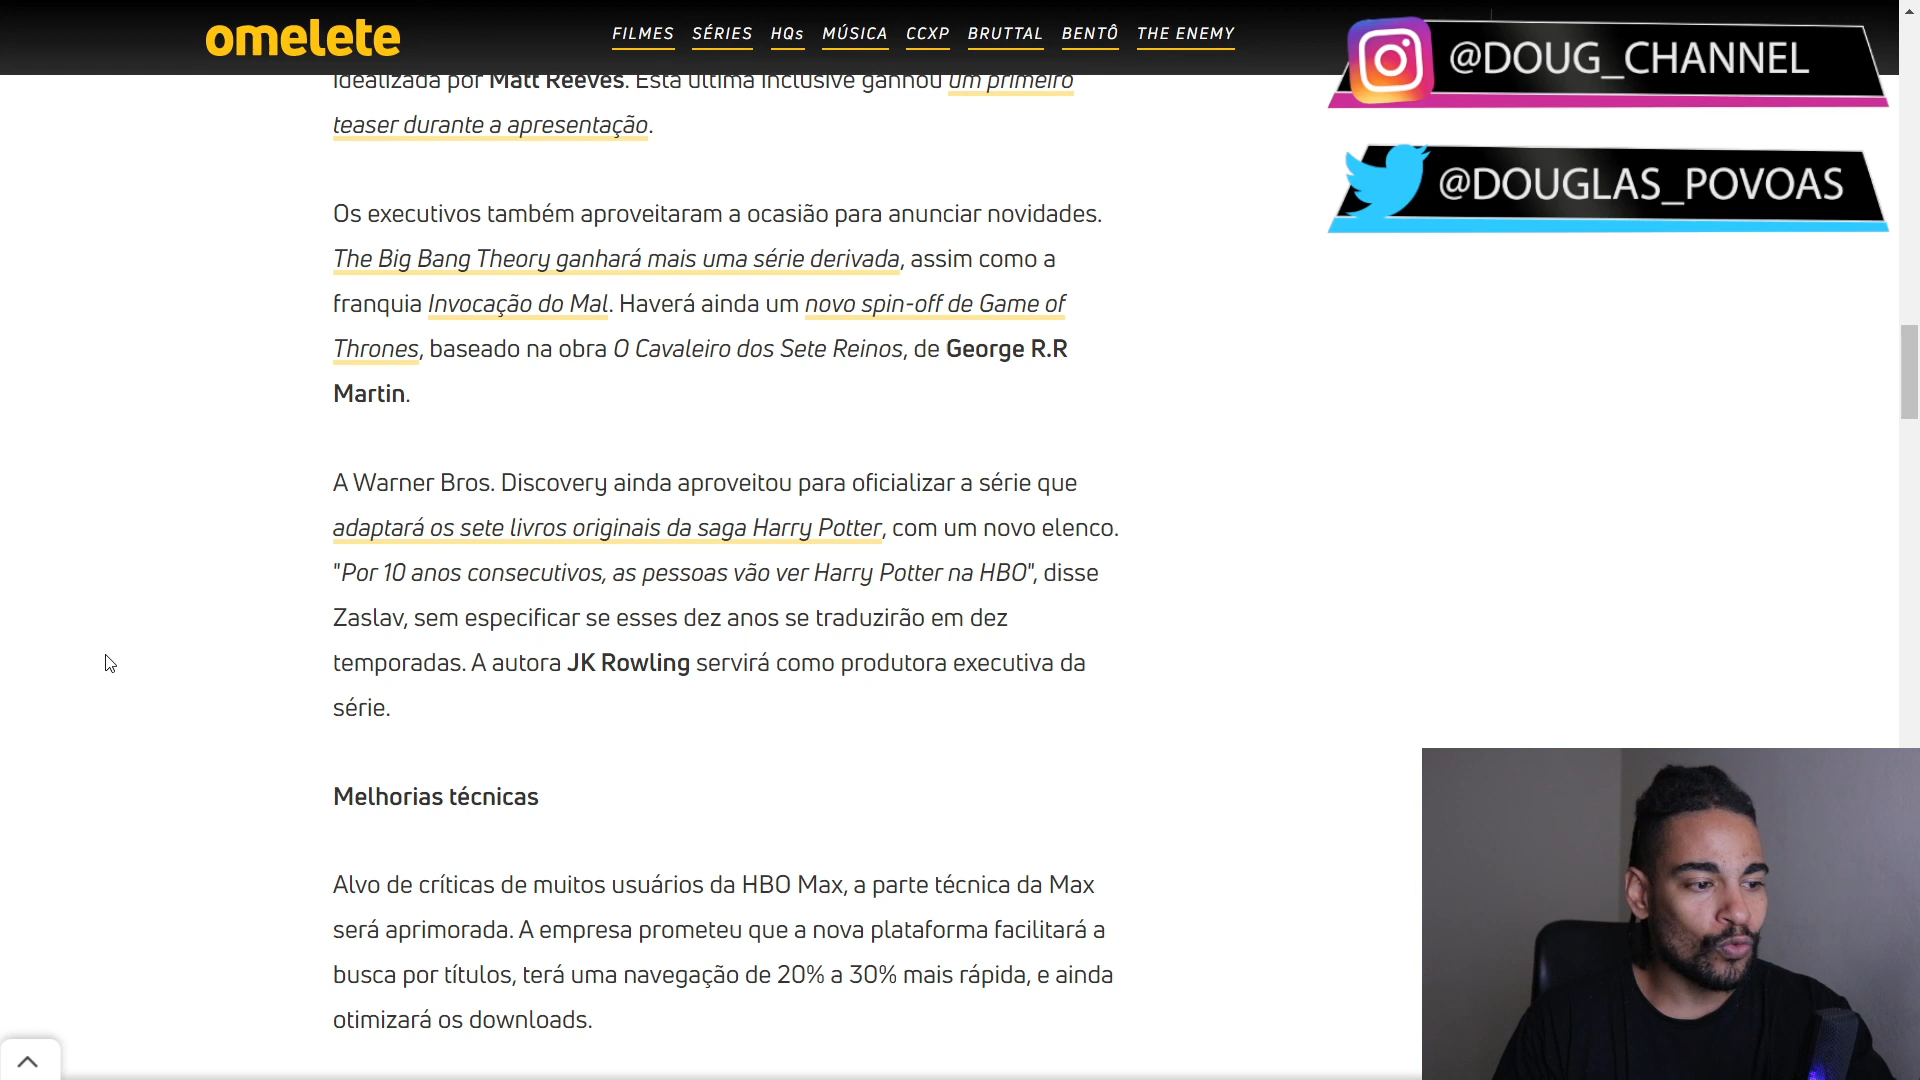 omelete
FILMES SÉRIES HQs MÚSICA CCXP BRUTTAL BENTÔ THE ENEMY
@DOUG_CHANNEL
@DOUGLAS_POVOAS
idealizada por Matt Reeves. Esta última inclusive ganhou um primeiro
teaser durante a apresentação.
Os executivos também aproveitaram a ocasião para anunciar novidades.
The Big Bang Theory ganhará mais uma série derivada, assim como a
franquia Invocação do Mal. Haverá ainda um novo spin-off de Game of
Thrones, baseado na obra O Cavaleiro dos Sete Reinos, de George R.R
Martin.
A Warner Bros. Discovery ainda aproveitou para oficializar a série que
adaptará os sete livros originais da saga Harry Potter, com um novo elenco.
"Por 10 anos consecutivos, as pessoas vão ver Harry Potter na HBO", disse
Zaslav, sem especificar se esses dez anos se traduzirão em dez
temporadas. A autora JK Rowling servirá como produtora executiva da
série.
Melhorias técnicas
Alvo de críticas de muitos usuários da HBO Max, a parte técnica da Max
será aprimorada. A empresa prometeu que a nova plataforma facilitará a
busca por títulos, terá uma navegação de 20% a 30% mais rápida, e ainda
otimizará os downloads.